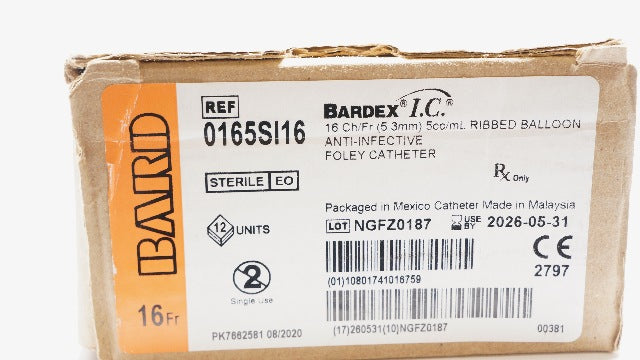 BARD
16 Fr
REF
0165SI16
STERILE EO
12 UNITS
2
Single Use
PK7662581 08/2020
BARDEX® I.C.®
16 Ch/Fr (5.3mm) 5cc/mL RIBBED BALLOON
ANTI-INFECTIVE
FOLEY CATHETER
Rx Only
Packaged in Mexico Catheter Made in Malaysia
LOT NGFZ0187 USE BY 2026-05-31
(01)10801741016759
CE
2797
(17)260531(10)NGFZ0187
00381